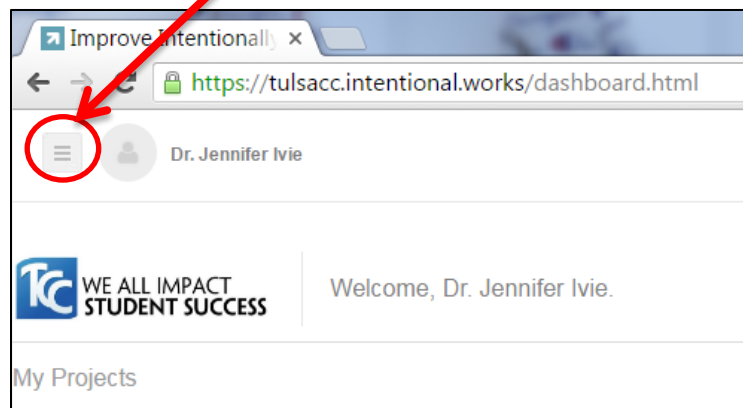 Improve Intentionally
https://tulsacc.intentional.works/dashboard.html
Dr. Jennifer Ivie
TCC WE ALL IMPACT
STUDENT SUCCESS
Welcome, Dr. Jennifer Ivie.
My Projects